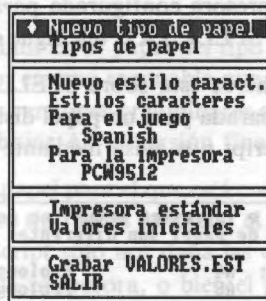 ♦ Nuevo tipo de papel
Tipos de papel
Nuevo estilo caract.
Estilos caracteres
Para el juego
Spanish
Para la impresora
PCW9512
Impresora estándar
Valores iniciales
Grabar VALORES.EST
SALIR